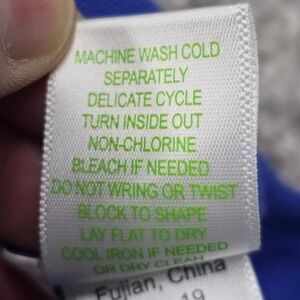 MACHINE WASH COLD
SEPARATELY
DELICATE CYCLE
TURN INSIDE OUT
NON-CHLORINE
BLEACH IF NEEDED
DO NOT WRING OR TWIST
BLOCK TO SHAPE
LAY FLAT TO DRY
COOL IRON IF NEEDED
OR DRY CLEAN
Fujian, China
19